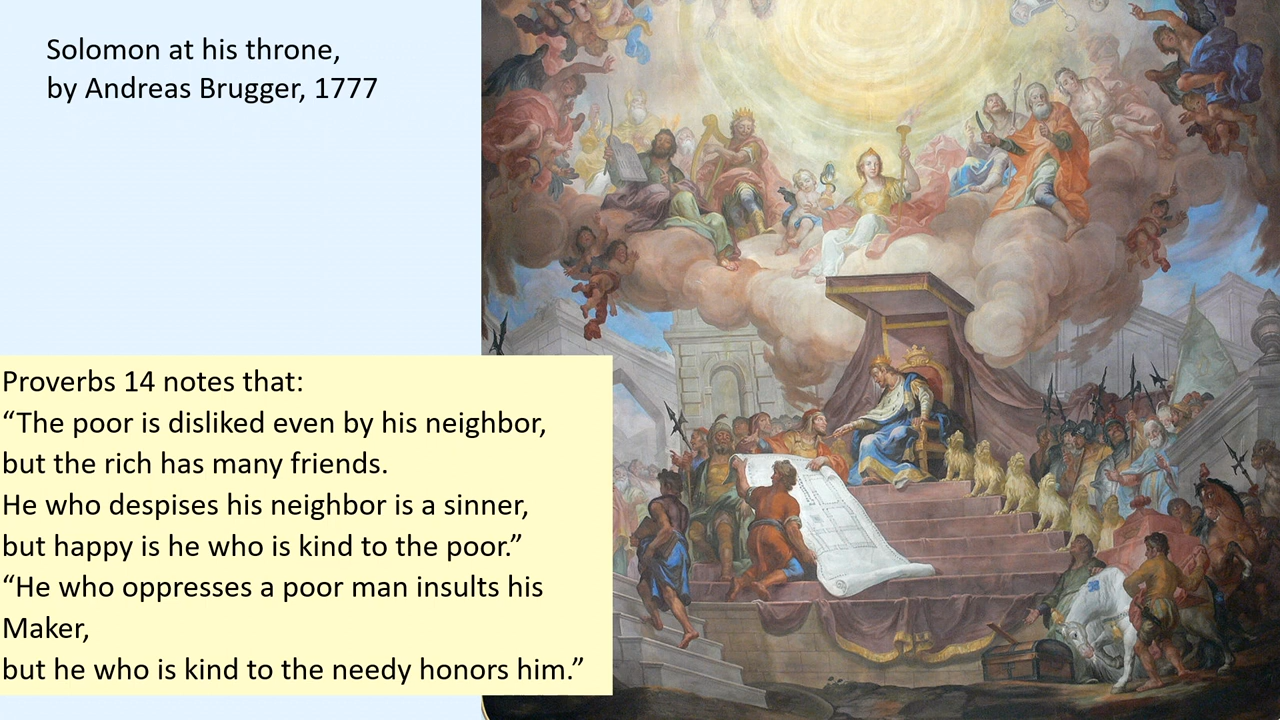 Solomon at his throne,
by Andreas Brugger, 1777
Proverbs 14 notes that:
“The poor is disliked even by his neighbor,
but the rich has many friends.
He who despises his neighbor is a sinner,
but happy is he who is kind to the poor.”
“He who oppresses a poor man insults his
Maker,
but he who is kind to the needy honors him.”